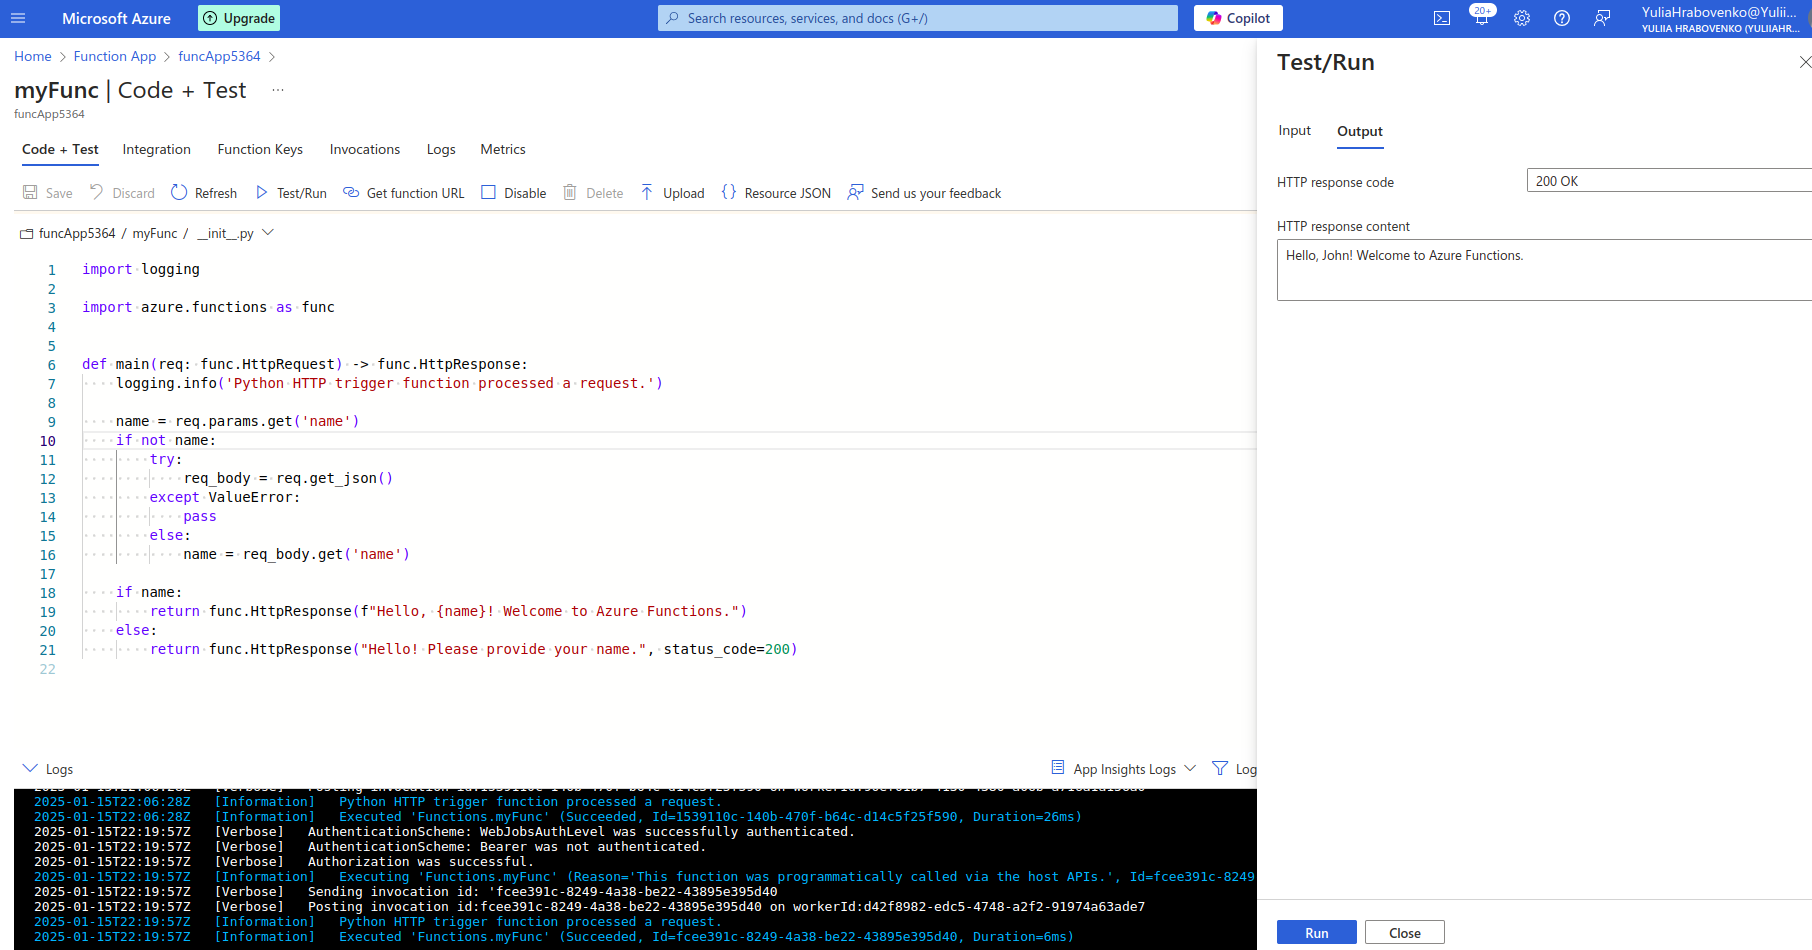 Microsoft Azure
Upgrade
Search resources, services, and docs (G+/)
Copilot
20+
YuliaHrabovenko@Yulii...
YULIIA HRABOVENKO (YULIIAHR...
Home > Function App > funcApp5364 >
myFunc | Code + Test ...
funcApp5364
Code + Test Integration Function Keys Invocations Logs Metrics
Save Discard Refresh Test/Run Get function URL Disable Delete Upload Resource JSON Send us your feedback
funcApp5364 / myFunc / __init__.py
1 import logging
2
3 import azure.functions as func
4
5
6 def main(req: func.HttpRequest) -> func.HttpResponse:
7     logging.info('Python HTTP trigger function processed a request.')
8
9     name = req.params.get('name')
10     if not name:
11         try:
12             req_body = req.get_json()
13         except ValueError:
14             pass
15         else:
16             name = req_body.get('name')
17
18     if name:
19         return func.HttpResponse(f"Hello, {name}! Welcome to Azure Functions.")
20     else:
21         return func.HttpResponse("Hello! Please provide your name.", status_code=200)
22
Logs
App Insights Logs
Log
2025-01-15T22:06:28Z [Information] Python HTTP trigger function processed a request.
2025-01-15T22:06:28Z [Information] Executed 'Functions.myFunc' (Succeeded, Id=1539110c-140b-470f-b64c-d14c5f25f590, Duration=26ms)
2025-01-15T22:19:57Z [Verbose] AuthenticationScheme: WebJobsAuthLevel was successfully authenticated.
2025-01-15T22:19:57Z [Verbose] AuthenticationScheme: Bearer was not authenticated.
2025-01-15T22:19:57Z [Verbose] Authorization was successful.
2025-01-15T22:19:57Z [Information] Executing 'Functions.myFunc' (Reason='This function was programmatically called via the host APIs.', Id=fcee391c-8249
2025-01-15T22:19:57Z [Verbose] Sending invocation id: 'fcee391c-8249-4a38-be22-43895e395d40
2025-01-15T22:19:57Z [Verbose] Posting invocation id:fcee391c-8249-4a38-be22-43895e395d40 on workerId:d42f8982-edc5-4748-a2f2-91974a63ade7
2025-01-15T22:19:57Z [Information] Python HTTP trigger function processed a request.
2025-01-15T22:19:57Z [Information] Executed 'Functions.myFunc' (Succeeded, Id=fcee391c-8249-4a38-be22-43895e395d40, Duration=6ms)
Test/Run
Input Output
HTTP response code
200 OK
HTTP response content
Hello, John! Welcome to Azure Functions.
Run Close